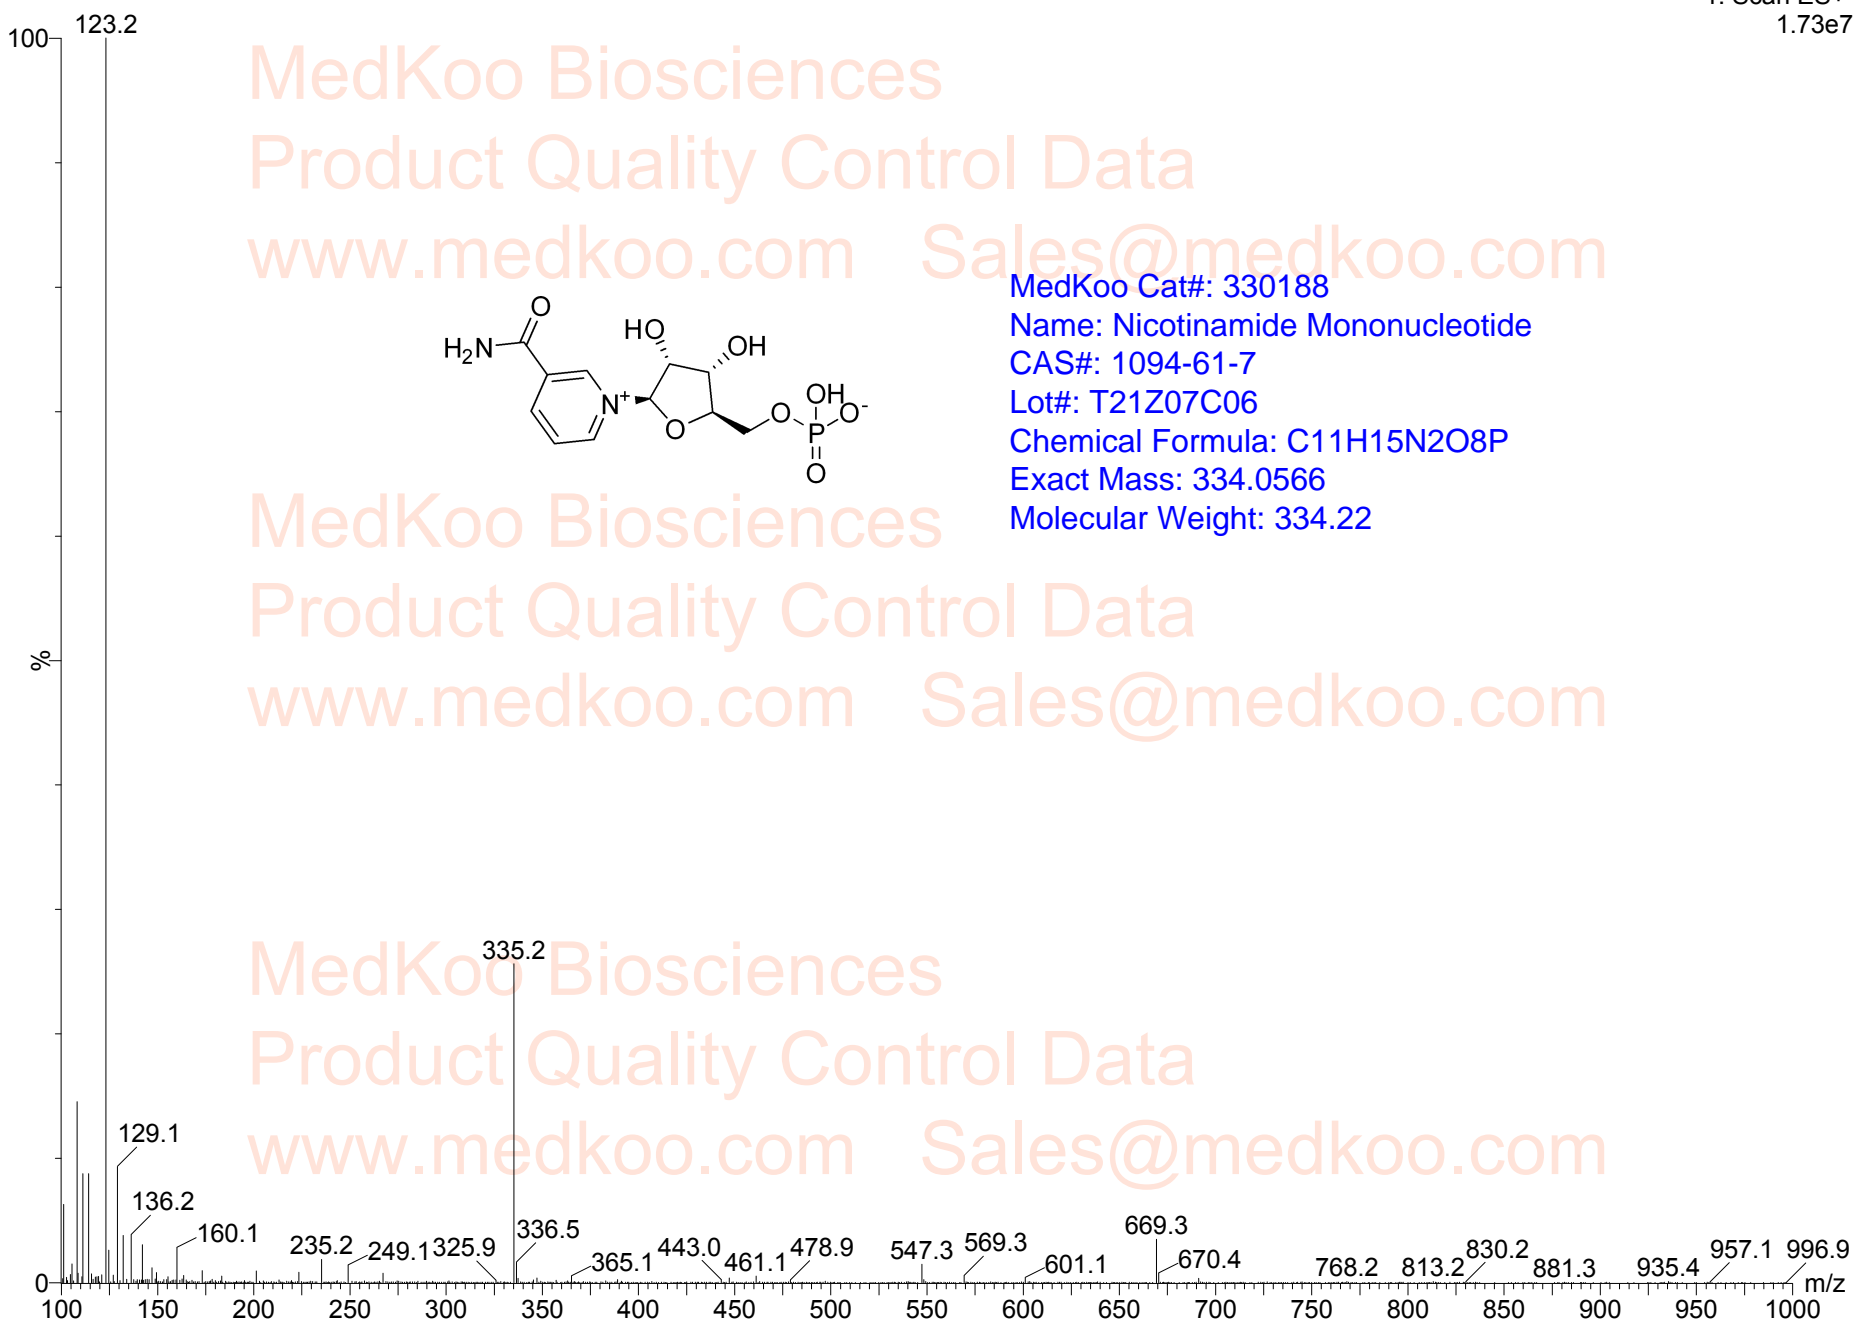 1: Scan ES+
1.73e7
123.2
100
MedKoo Biosciences
Product Quality Control Data
www.medkoo.com Sales@medkoo.com
MedKoo Cat#: 330188
Name: Nicotinamide Mononucleotide
CAS#: 1094-61-7
Lot#: T21Z07C06
Chemical Formula: C11H15N2O8P
Exact Mass: 334.0566
Molecular Weight: 334.22
O
H2N
N+
HO
OH
O
O
OH
P
O-
O
MedKoo Biosciences
Product Quality Control Data
www.medkoo.com Sales@medkoo.com
%
MedKoo Biosciences
Product Quality Control Data
www.medkoo.com Sales@medkoo.com
335.2
129.1
136.2
160.1
235.2
249.1
325.9
336.5
365.1
443.0
461.1
478.9
547.3
569.3
601.1
669.3
670.4
768.2
813.2
830.2
881.3
935.4
957.1
996.9
0
m/z
100 150 200 250 300 350 400 450 500 550 600 650 700 750 800 850 900 950 1000